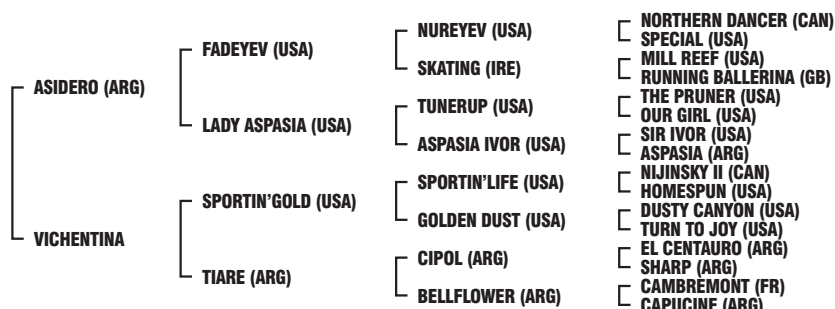 ASIDERO (ARG)
VICHENTINA
FADEYEV (USA)
LADY ASPASIA (USA)
SPORTIN'GOLD (USA)
TIARE (ARG)
NUREYEV (USA)
SKATING (IRE)
TUNERUP (USA)
ASPASIA IVOR (USA)
SPORTIN'LIFE (USA)
GOLDEN DUST (USA)
CIPOL (ARG)
BELLFLOWER (ARG)
NORTHERN DANCER (CAN)
SPECIAL (USA)
MILL REEF (USA)
RUNNING BALLERINA (GB)
THE PRUNER (USA)
OUR GIRL (USA)
SIR IVOR (USA)
ASPASIA (ARG)
NIJINSKY II (CAN)
HOMESPUN (USA)
DUSTY CANYON (USA)
TURN TO JOY (USA)
EL CENTAURO (ARG)
SHARP (ARG)
CAMBREMONT (FR)
CAPUCINE (ARG)